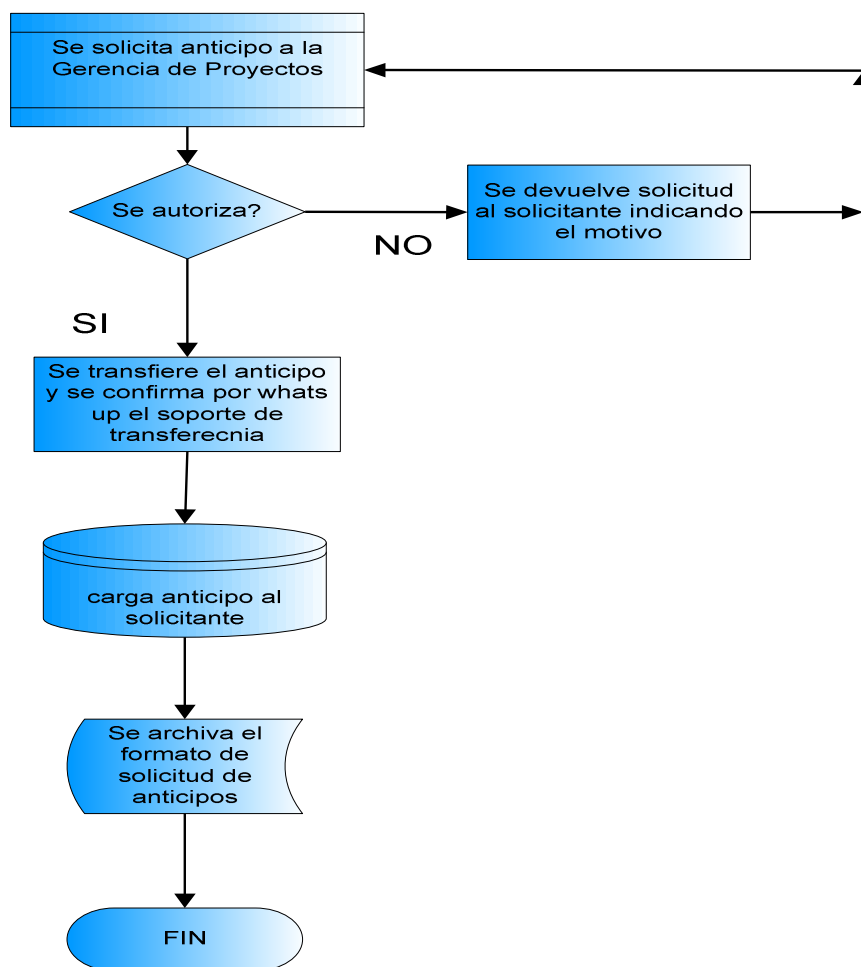 Se solicita anticipo a la
Gerencia de Proyectos
Se autoriza?
NO
Se devuelve solicitud
al solicitante indicando
el motivo
SI
Se transfiere el anticipo
y se confirma por whats
up el soporte de
transferecnia
carga anticipo al
solicitante
Se archiva el
formato de
solicitud de
anticipos
FIN